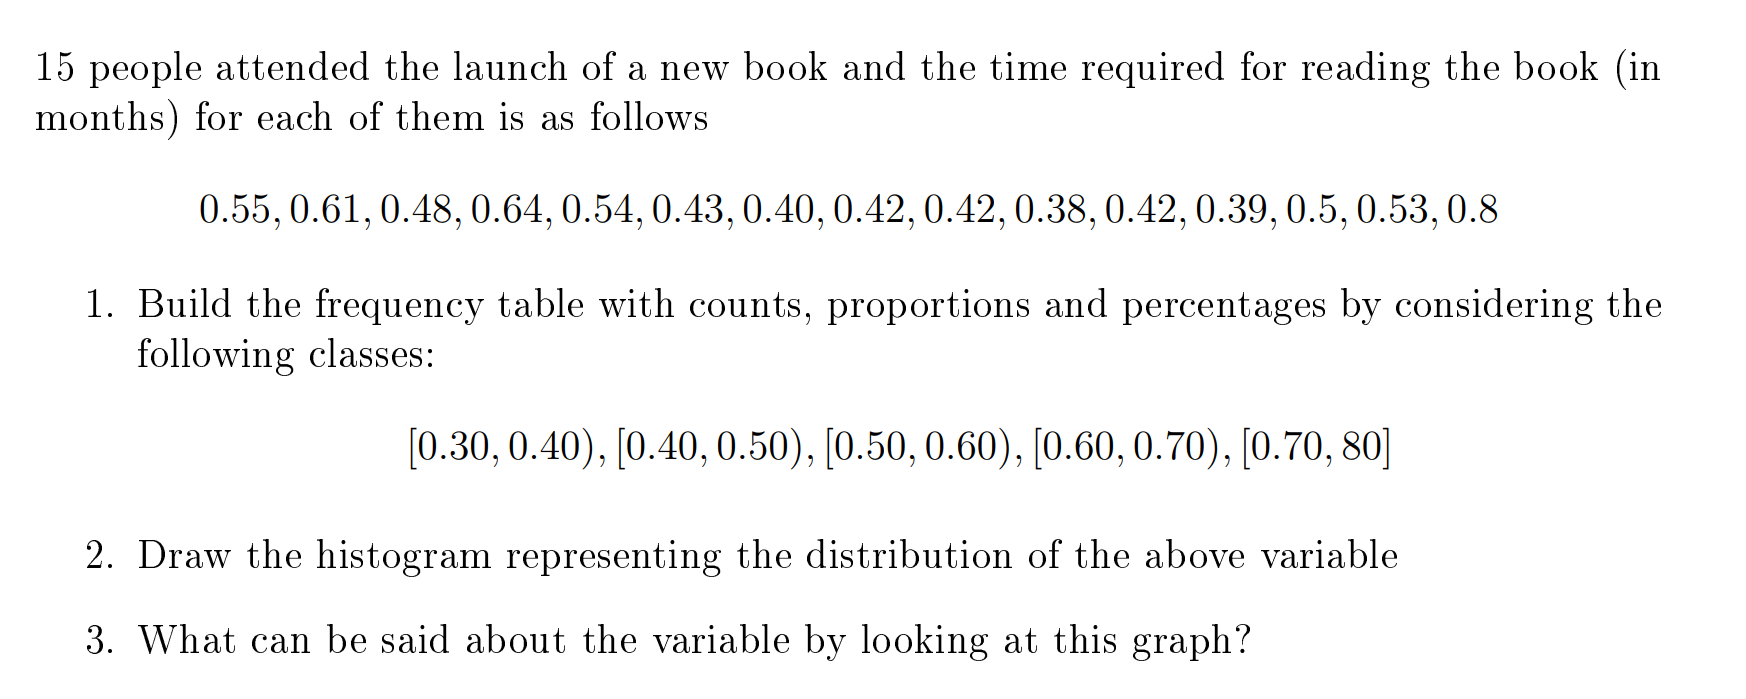 15 people attended the launch of a new book and the time required for reading the book (in
months) for each of them is as follows
0.55, 0.61, 0.48, 0.64, 0.54, 0.43, 0.40, 0.42, 0.42, 0.38, 0.42, 0.39, 0.5, 0.53, 0.8
1. Build the frequency table with counts, proportions and percentages by considering the
following classes:
[0.30, 0.40), [0.40, 0.50), [0.50, 0.60), [0.60, 0.70), [0.70, 80]
2. Draw the histogram representing the distribution of the above variable
3. What can be said about the variable by looking at this graph?